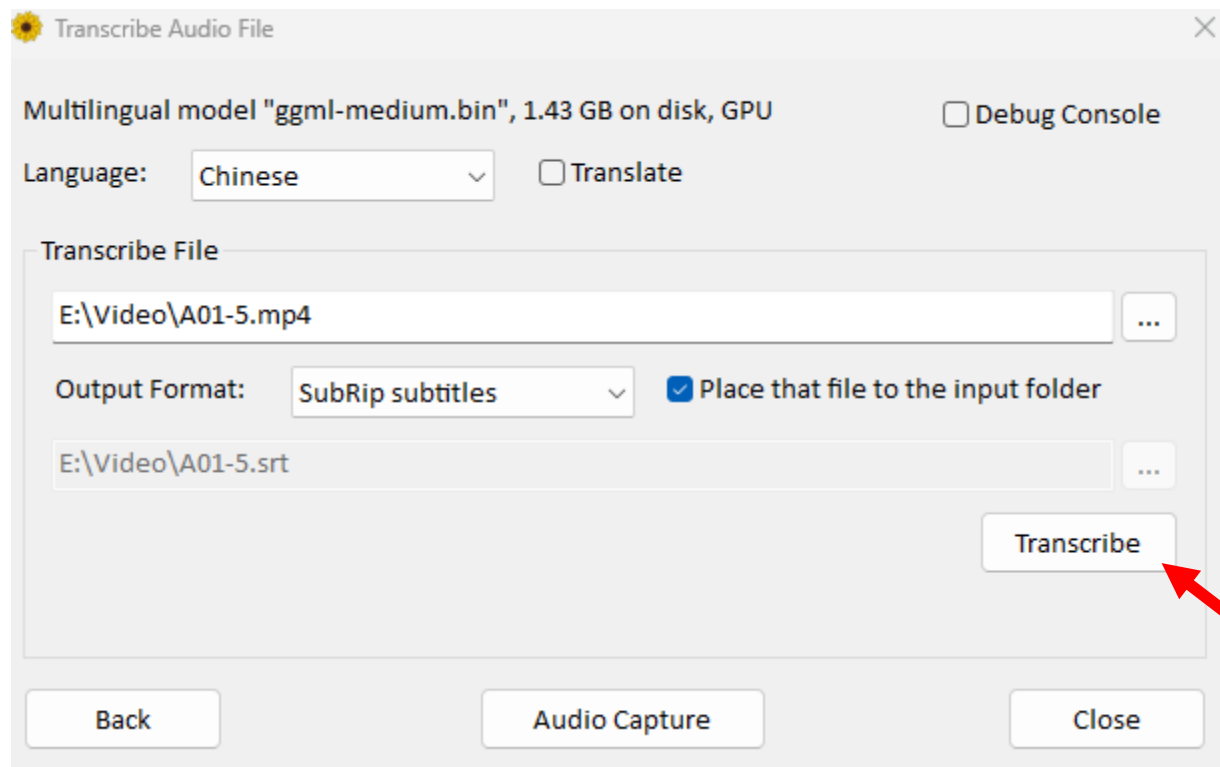 Transcribe Audio File
Multilingual model "ggml-medium.bin", 1.43 GB on disk, GPU
Debug Console
Language: Chinese
Translate
Transcribe File
E:\Video\A01-5.mp4
...
Output Format: SubRip subtitles
Place that file to the input folder
E:\Video\A01-5.srt
...
Transcribe
Back
Audio Capture
Close